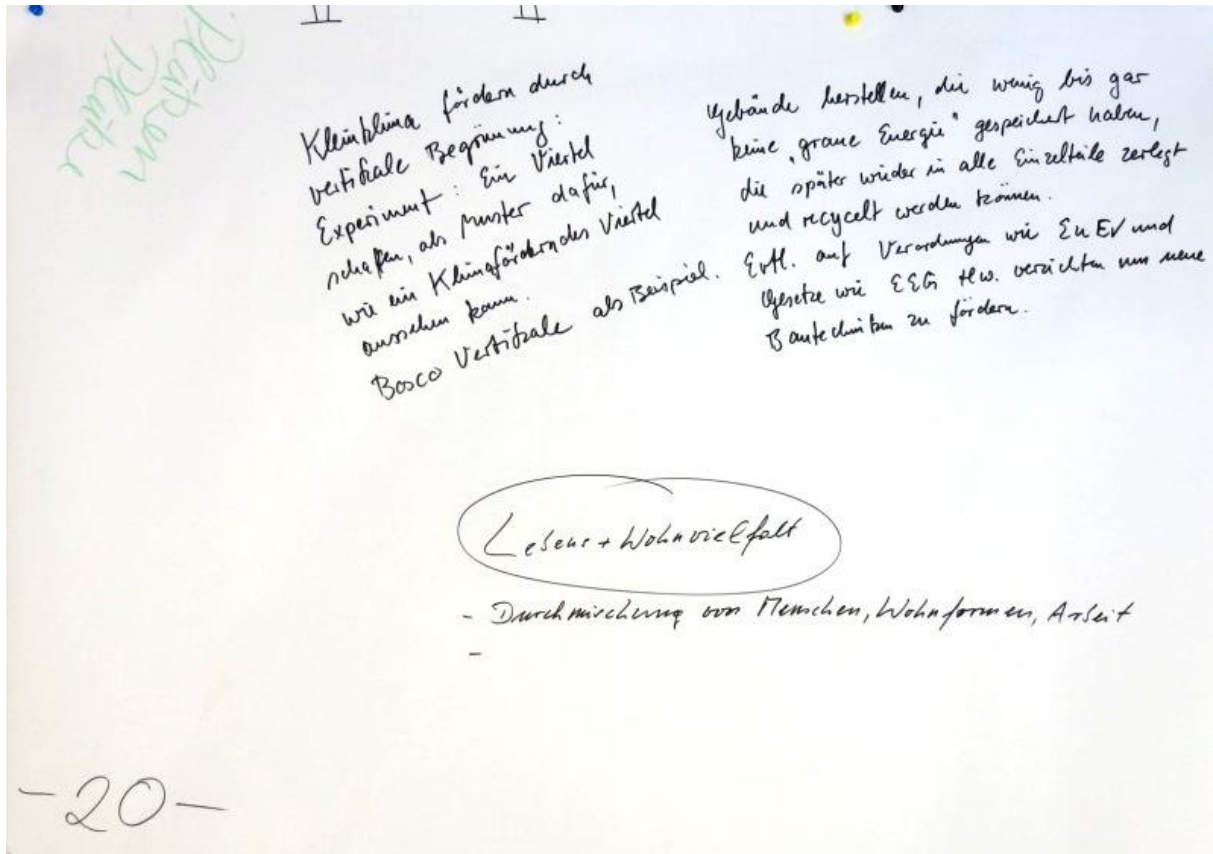 Kleinklima fördern durch
vertikale Begrünung:
Experiment: Ein Viertel
schaffen, als Muster dafür,
wie ein Klimaförderndes Viertel
aussehen kann.
Bosco Vertikale als Beispiel.
Gebäude herstellen, die wenig bis gar
keine "graue Energie" gespeichert haben,
die später wieder in alle Einzelteile zerlegt
und recycelt werden können.
Evtl. auf Verordnungen wie EnEV und
Gesetze wie EEG verzichten um neue
Bautechniken zu fördern.
Lebens + Wohnvielfalt
- Durchmischung von Menschen, Wohnformen, Arbeit
-
-20-